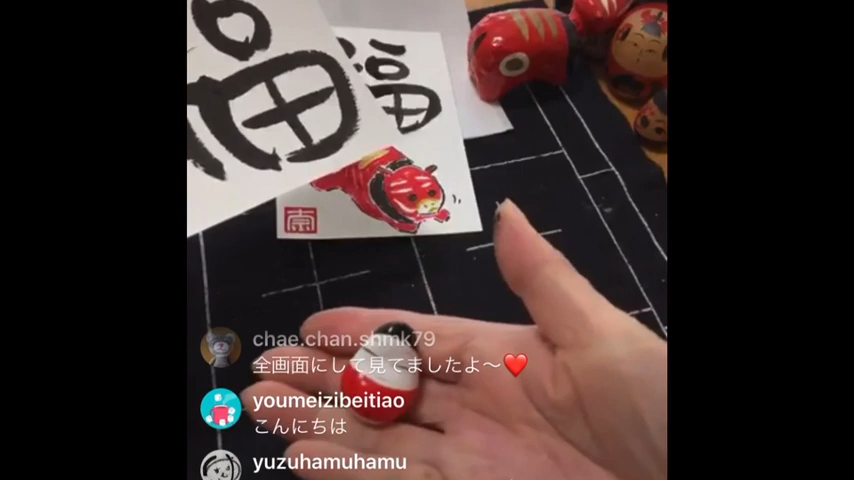 福
福
chae.chan.shmk79
全画面にして見てましたよ〜❤️
youmeizibeitiao
こんにちは
yuzuhamuhamu